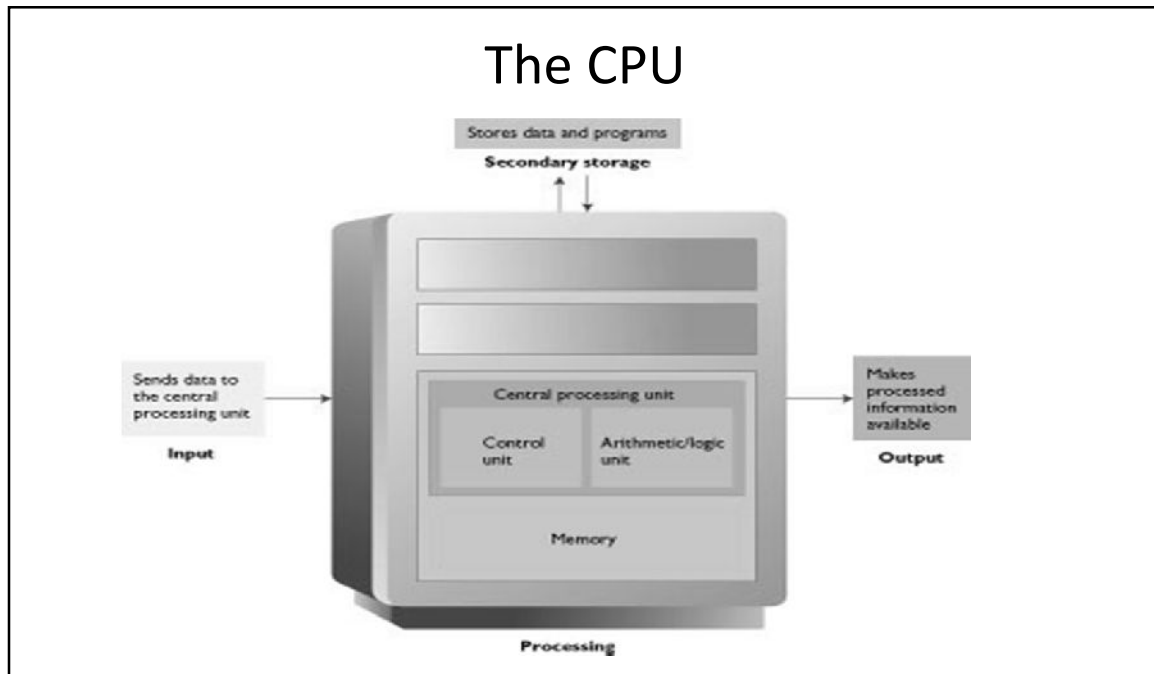 The CPU
Stores data and programs
Secondary storage
Sends data to
the central
processing unit
Input
Central processing unit
Control
unit
Arithmetic/logic
unit
Memory
Makes
processed
information
available
Output
Processing